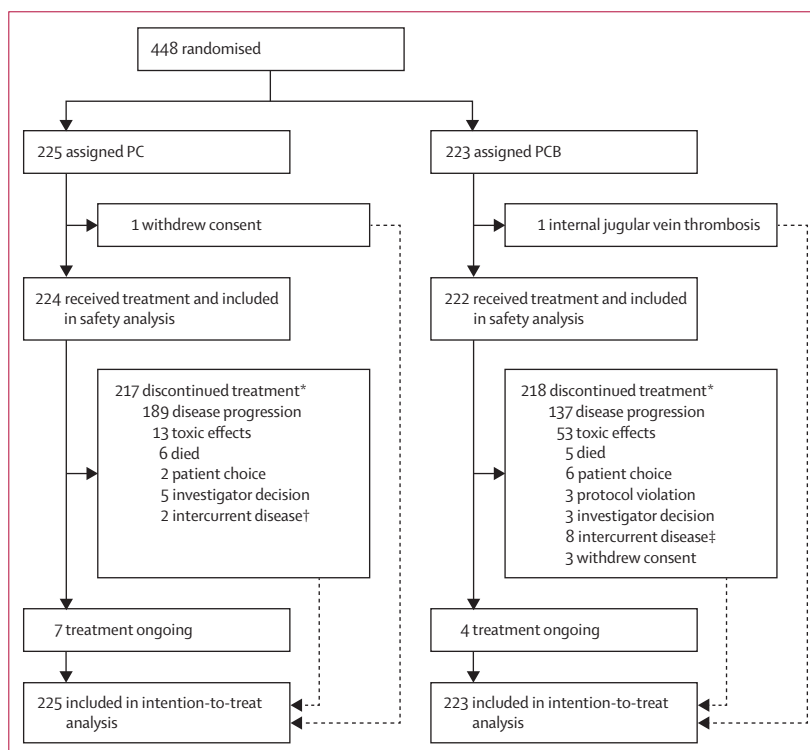 448 randomised
225 assigned PC
223 assigned PCB
1 withdrew consent
1 internal jugular vein thrombosis
224 received treatment and included
in safety analysis
222 received treatment and included
in safety analysis
217 discontinued treatment*
189 disease progression
13 toxic effects
6 died
2 patient choice
5 investigator decision
2 intercurrent disease†
218 discontinued treatment*
137 disease progression
53 toxic effects
5 died
6 patient choice
3 protocol violation
3 investigator decision
8 intercurrent disease‡
3 withdrew consent
7 treatment ongoing
4 treatment ongoing
225 included in intention-to-treat
analysis
223 included in intention-to-treat
analysis